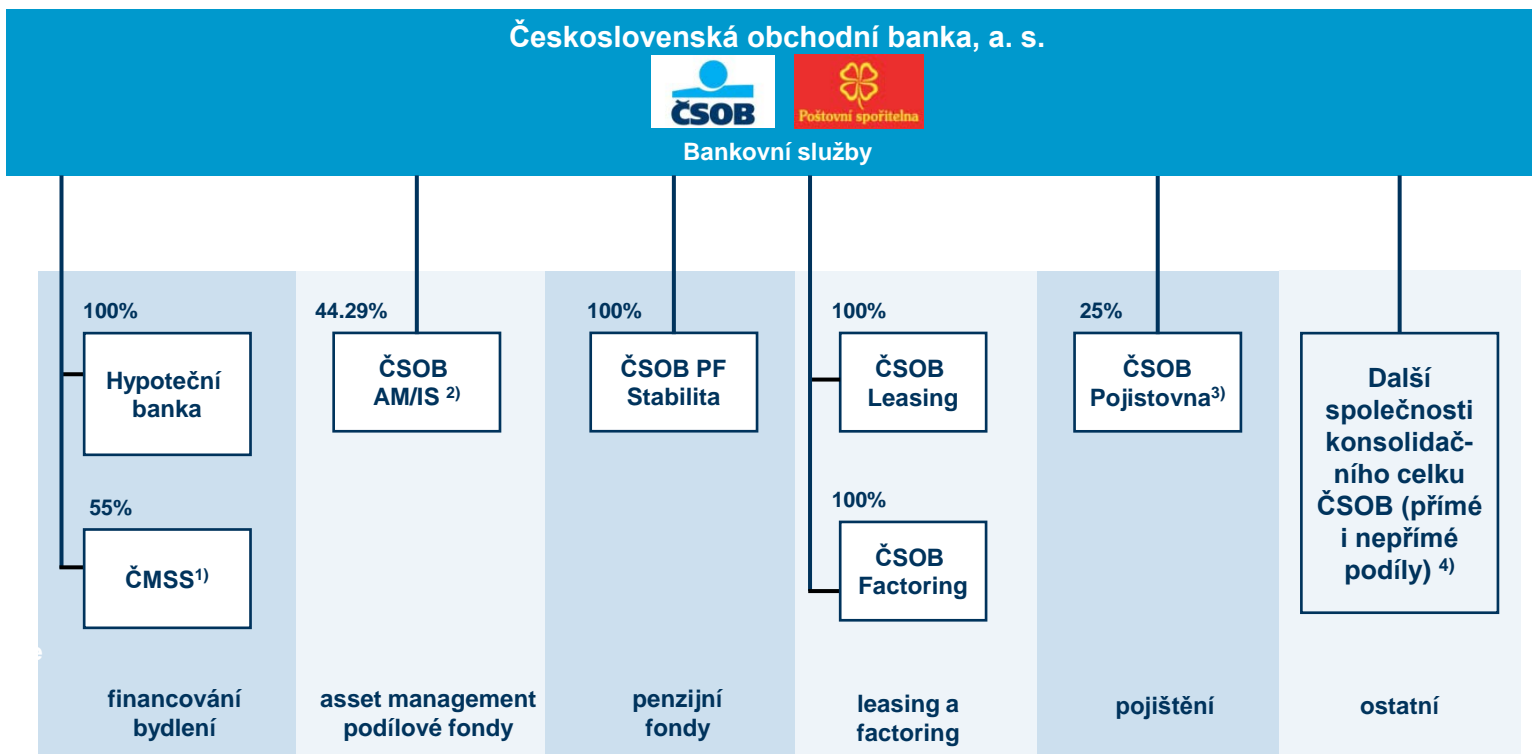 Československá obchodní banka, a. s.
ČSOB
Poštovní spořitelna
Bankovní služby
100%
Hypoteční
banka
55%
ČMSS1)
financování
bydlení
44.29%
ČSOB
AM/IS 2)
asset management
podílové fondy
100%
ČSOB PF
Stabilita
penzijní
fondy
100%
ČSOB
Leasing
100%
ČSOB
Factoring
leasing a
factoring
25%
ČSOB
Pojistovna3)
pojištění
Další
společnosti
konsolidač-
ního celku
ČSOB (přímé
i nepřímé
podíly) 4)
ostatní